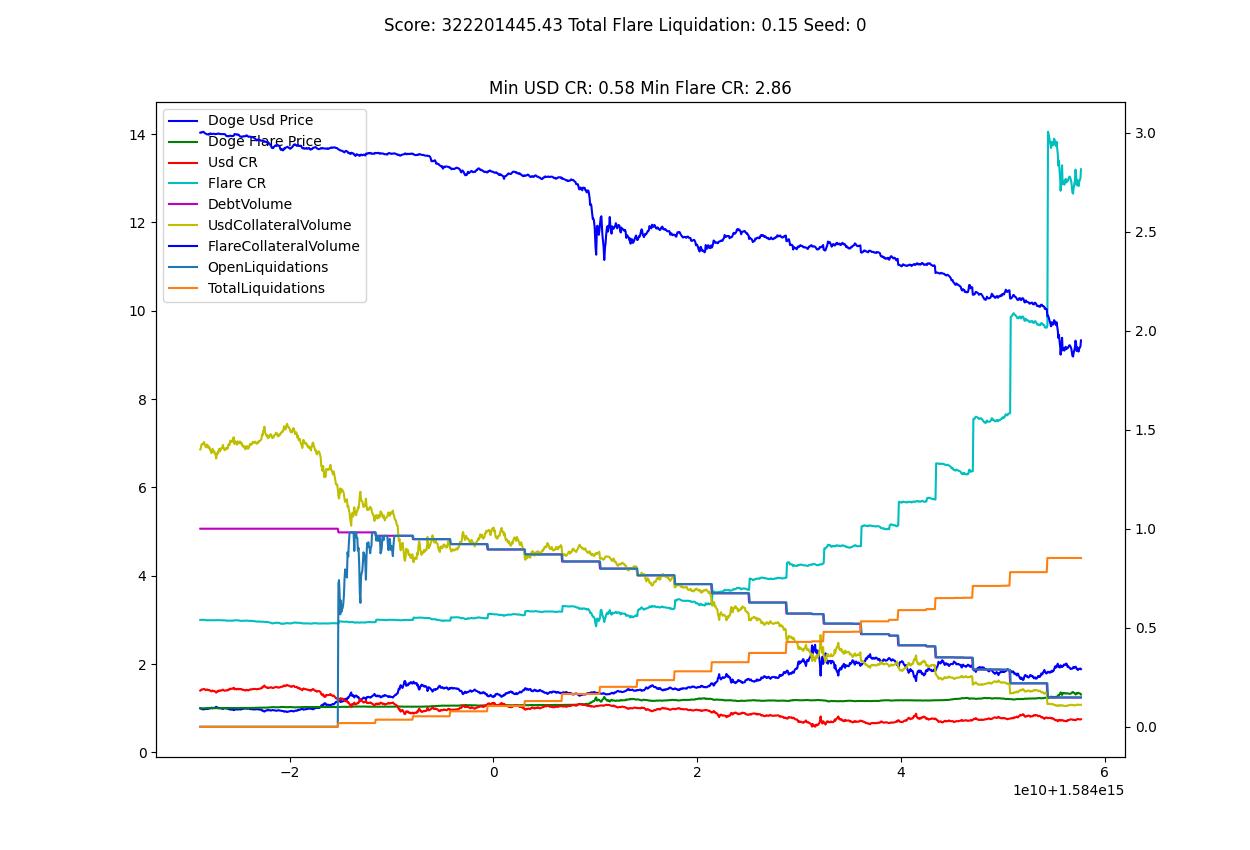 Score: 322201445.43 Total Flare Liquidation: 0.15 Seed: 0
Min USD CR: 0.58 Min Flare CR: 2.86
Doge Usd Price
Doge Flare Price
Usd CR
Flare CR
DebtVolume
UsdCollateralVolume
FlareCollateralVolume
OpenLiquidations
TotalLiquidations
14
12
10
8
6
4
2
0
3.0
2.5
2.0
1.5
1.0
0.5
0.0
−2
0
2
4
6
1e10+1.584e15